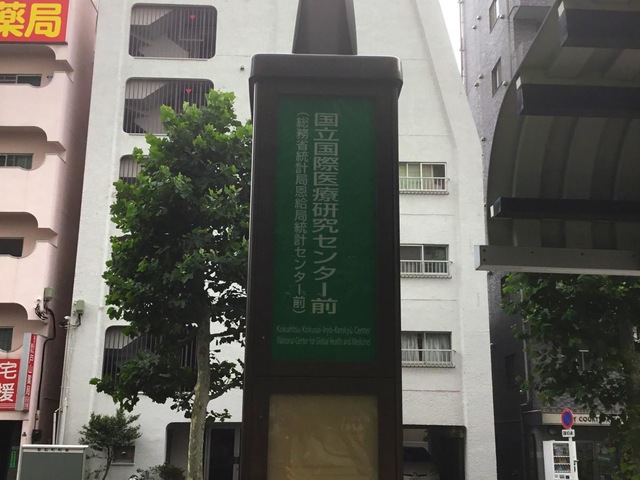 薬局
国立国際医療研究センター前
（総務省統計局恩給局統計センター前）
Kokuritsu Kokusai-Iryo-Kenkyu Center
National Center for Global Health and Medicine
宅
援